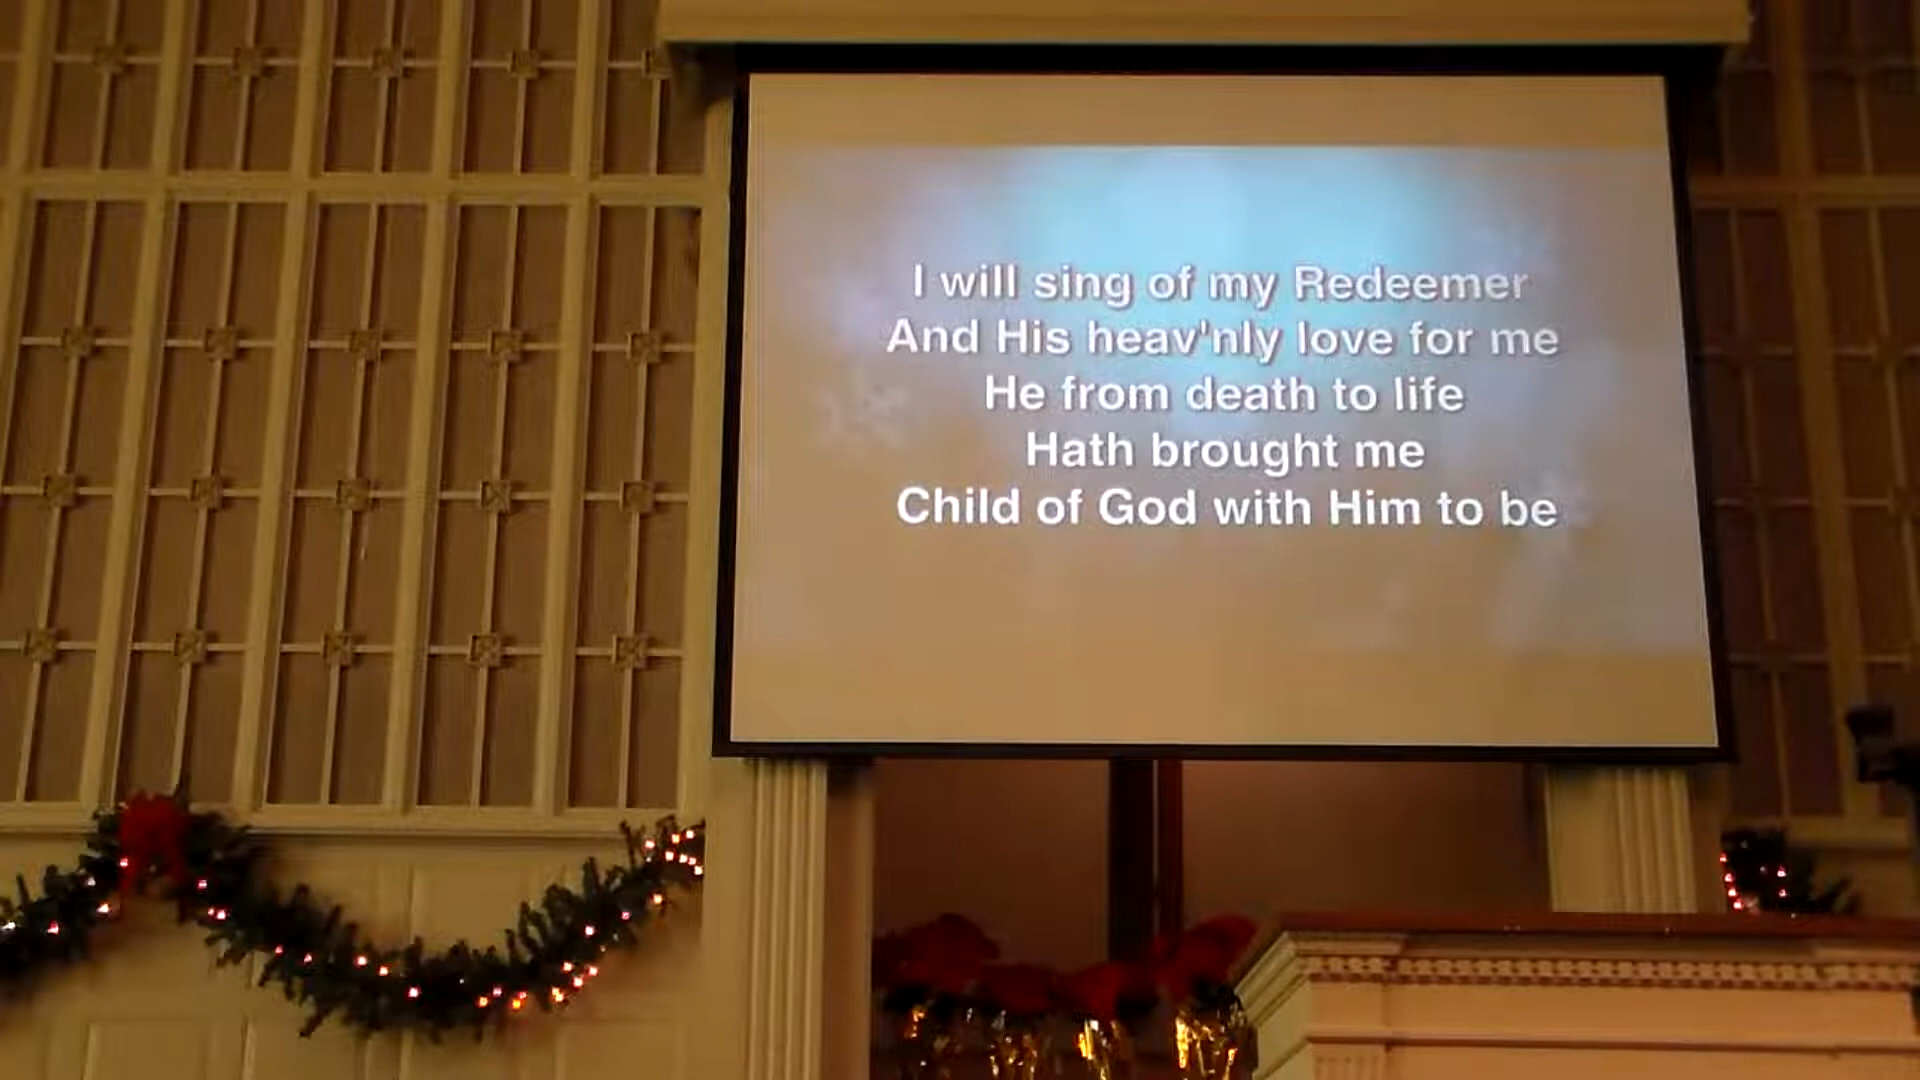 I will sing of my Redeemer
And His heav'nly love for me
He from death to life
Hath brought me
Child of God with Him to be